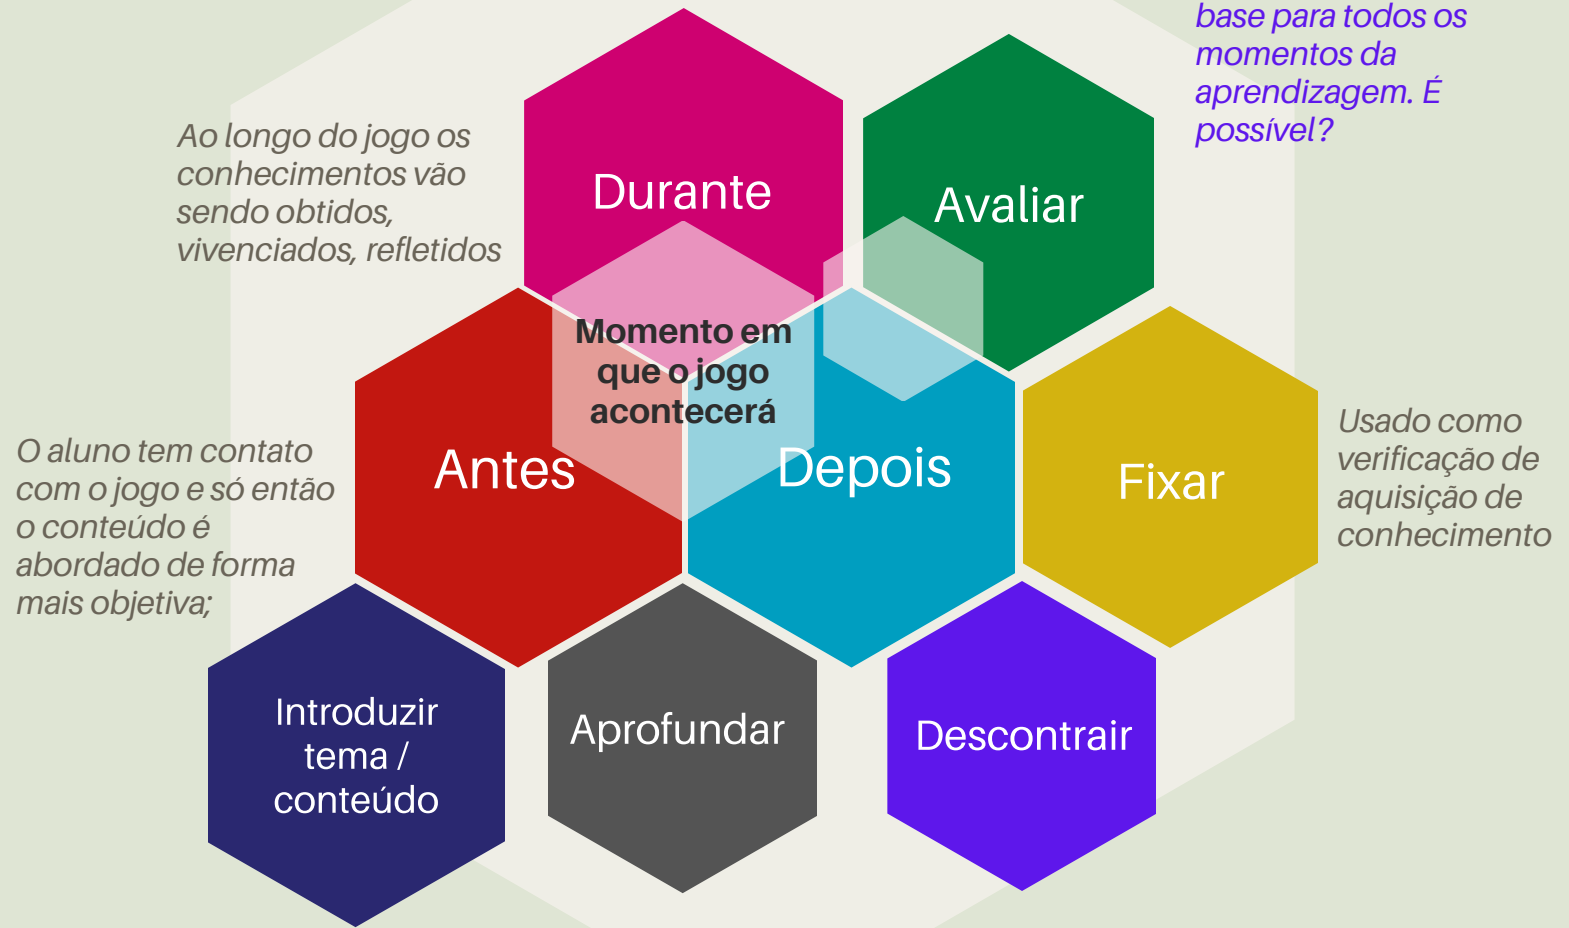 base para todos os
momentos da
aprendizagem. É
possível?
Ao longo do jogo os
conhecimentos vão
sendo obtidos,
vivenciados, refletidos
Durante
Avaliar
Momento em
que o jogo
acontecerá
O aluno tem contato
com o jogo e só então
o conteúdo é
abordado de forma
mais objetiva;
Antes
Depois
Fixar
Usado como
verificação de
aquisição de
conhecimento
Introduzir
tema /
conteúdo
Aprofundar
Descontrair